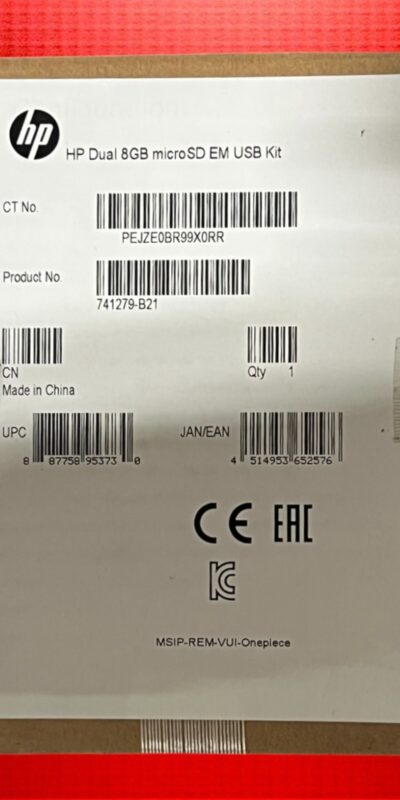 hp
HP Dual 8GB microSD EM USB Kit
CT No.
PEJZE0BR99X0RR
Product No.
741279-B21
CN
Qty 1
Made in China
UPC
8 87758 95373 0
JAN/EAN
4 514953 652576
CE EAC
KC
MSIP-REM-VUI-Onepiece